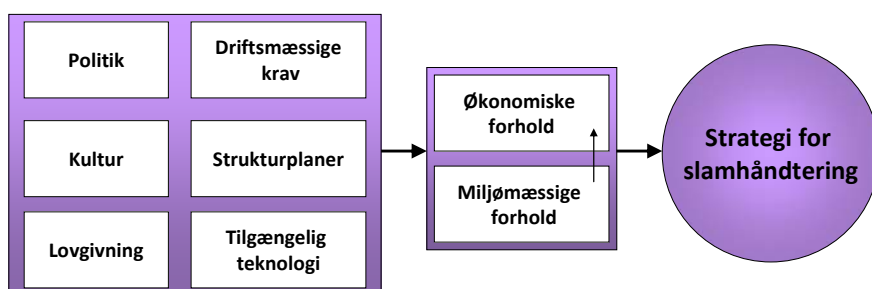 Politik
Driftsmæssige
krav
Kultur
Strukturplaner
Lovgivning
Tilgængelig
teknologi
Økonomiske
forhold
Miljømæssige
forhold
Strategi for
slamhåndtering